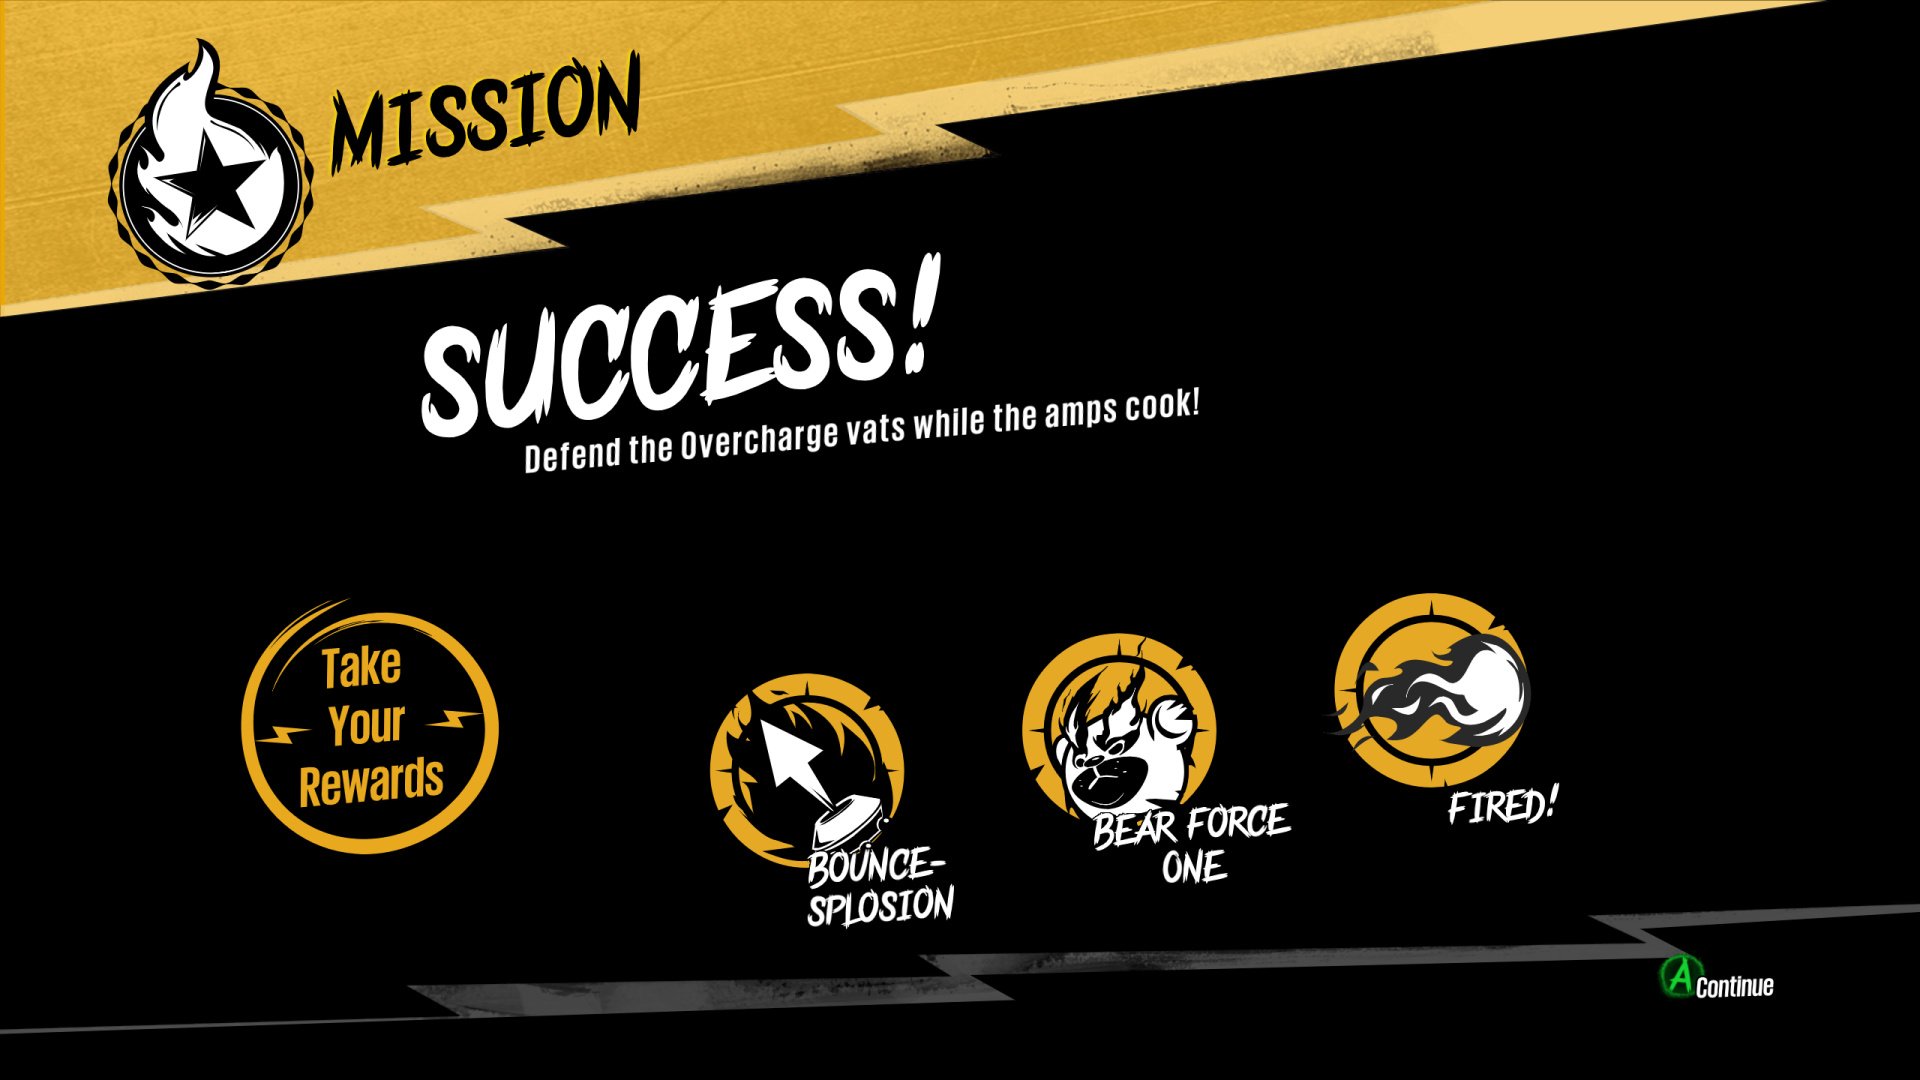 MISSION
SUCCESS!
Defend the Overcharge vats while the amps cook!
Take
Your
Rewards
BOUNCE-
SPLOSION
BEAR FORCE
ONE
FIRED!
A Continue